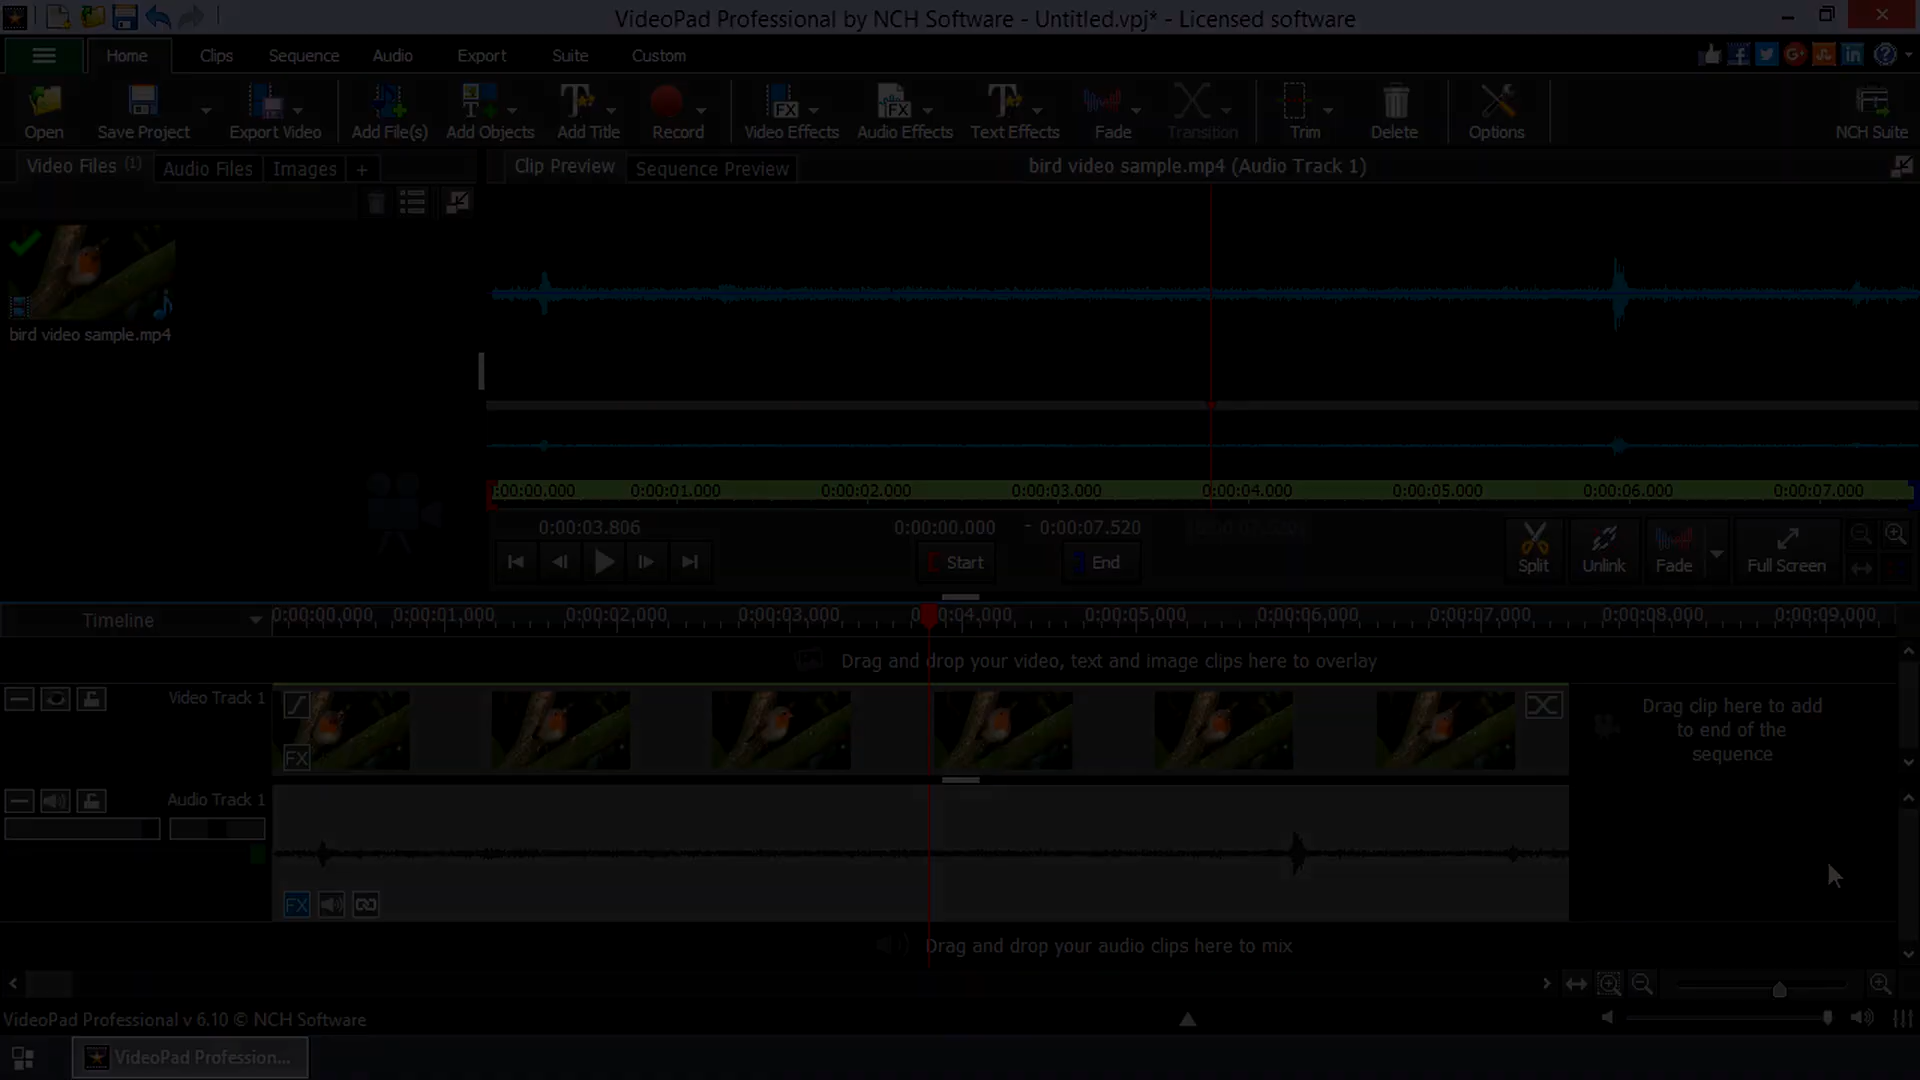 VideoPad Professional by NCH Software - Untitled.vpj* - Licensed software
Home Clips Sequence Audio Export Suite Custom
Open Save Project Export Video Add File(s) Add Objects Add Title Record Video Effects Audio Effects Text Effects Fade Transition Trim Delete Options NCH Suite
Video Files (1) Audio Files Images + Clip Preview Sequence Preview bird video sample.mp4 (Audio Track 1)
bird video sample.mp4
:00:00.000 0:00:01.000 0:00:02.000 0:00:03.000 0:00:04.000 0:00:05.000 0:00:06.000 0:00:07.000
0:00:03.806 0:00:00.000 - 0:00:07.520
Start End Split Unlink Fade Full Screen
Timeline 0:00:00,000 0:00:01,000 0:00:02,000 0:00:03,000 0:00:04,000 0:00:05,000 0:00:06,000 0:00:07,000 0:00:08,000 0:00:09,000
Drag and drop your video, text and image clips here to overlay
Video Track 1
FX
Drag clip here to add
to end of the
sequence
Audio Track 1
FX
Drag and drop your audio clips here to mix
VideoPad Professional v 6.10 © NCH Software
VideoPad Profession...